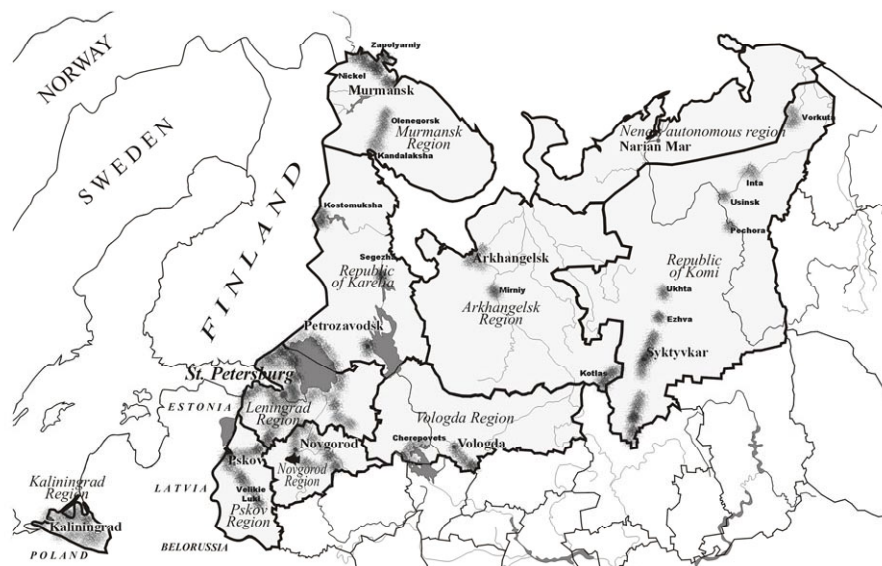 NORWAY
SWEDEN
FINLAND
Zapolyarniy
Nickel
Murmansk
Olenegorsk
Murmansk
Region
Kandalaksha
Nenets autonomous region
Narian Mar
Vorkuta
Inta
Usinsk
Pechora
Kostomuksha
Segezha
Republic
of Karelia
Arkhangelsk
Mirniy
Arkhangelsk
Region
Republic
of Komi
Ukhta
Ezhva
Syktyvkar
Kotlas
Petrozavodsk
St. Petersburg
Leningrad
Region
ESTONIA
Vologda Region
Cherepovets
Vologda
Novgorod
Novgorod
Region
Pskov
Velikie
Luki
Pskov
Region
LATVIA
Kaliningrad
Region
Kaliningrad
POLAND
BELORUSSIA